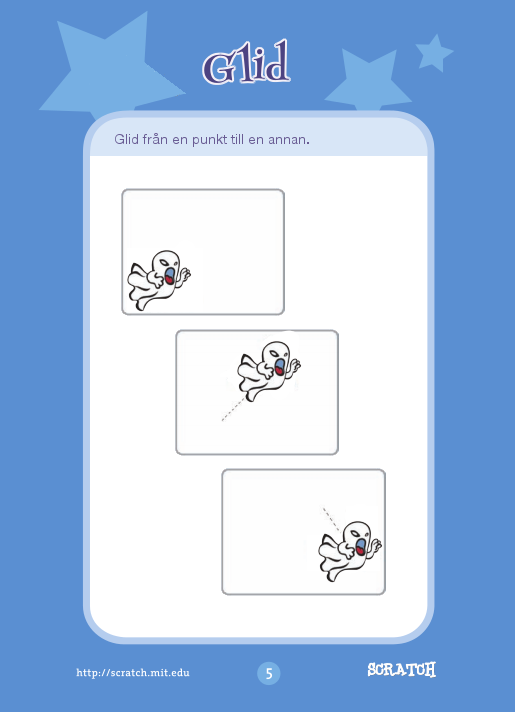 Glid
Glid från en punkt till en annan.
http://scratch.mit.edu
5
SCRATCH